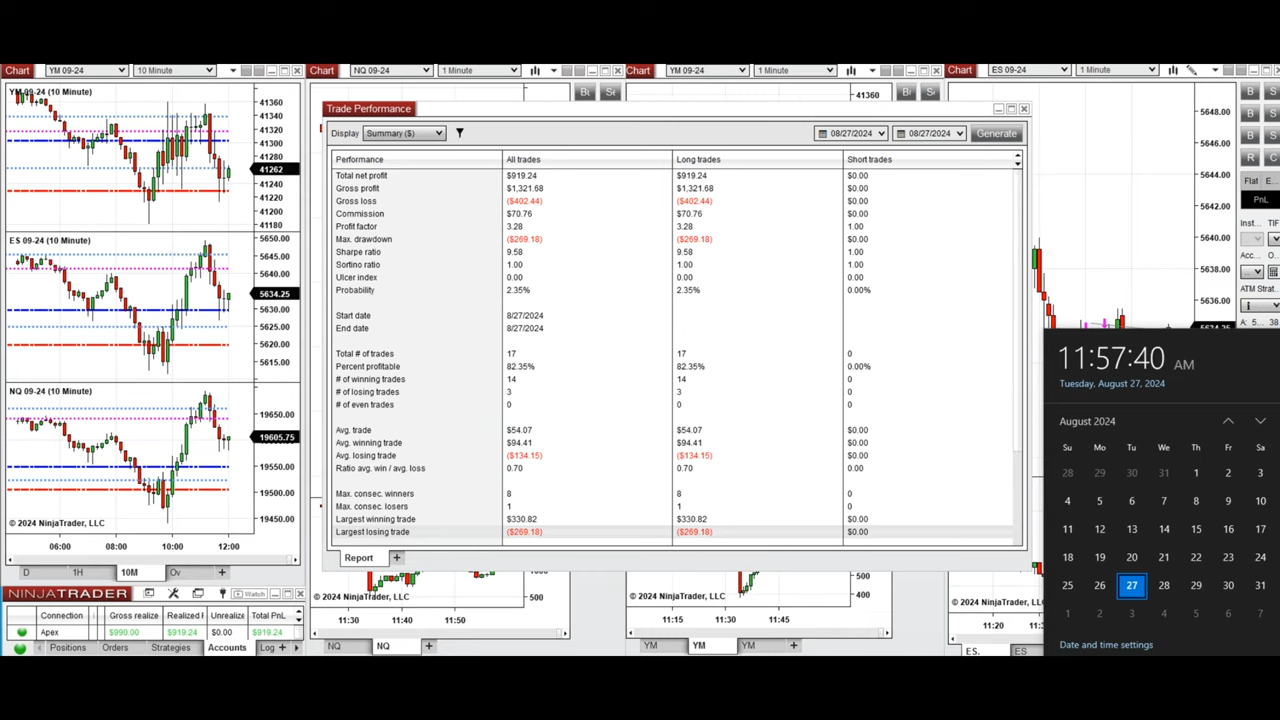 Chart YM 09-24 10 Minute
YM 09-24 (10 Minute)
41360
41320
41300
41280
41262
41240
41220
41200
41180
ES 09-24 (10 Minute)
5650.00
5645.00
5640.00
5634.25
5630.00
5625.00
5620.00
5615.00
NQ 09-24 (10 Minute)
19650.00
19605.75
19550.00
19500.00
19450.00
© 2024 NinjaTrader, LLC
06:00 08:00 10:00 12:00
D 1H 10M Ov +
NINJATRADER Watch
Connection Gross realize Realized Unrealize Total PnL
Apex $990.00 $919.24 $0.00 $919.24
Positions Orders Strategies Accounts Log +
Chart NQ 09-24 1 Minute
Chart YM 09-24 1 Minute
41360
Chart ES 09-24 1 Minute
Trade Performance
Display Summary ($) 08/27/2024 08/27/2024 Generate
Performance All trades Long trades Short trades
Total net profit $919.24 $919.24 $0.00
Gross profit $1,321.68 $1,321.68 $0.00
Gross loss ($402.44) ($402.44) $0.00
Commission $70.76 $70.76 $0.00
Profit factor 3.28 3.28 1.00
Max. drawdown ($269.18) ($269.18) $0.00
Sharpe ratio 9.58 9.58 1.00
Sortino ratio 1.00 1.00 1.00
Ulcer index 0.00 0.00 0.00
Probability 2.35% 2.35% 0.00%
Start date 8/27/2024
End date 8/27/2024
Total # of trades 17 17 0
Percent profitable 82.35% 82.35% 0.00%
# of winning trades 14 14 0
# of losing trades 3 3 0
# of even trades 0 0 0
Avg. trade $54.07 $54.07 $0.00
Avg. winning trade $94.41 $94.41 $0.00
Avg. losing trade ($134.15) ($134.15) $0.00
Ratio avg. win / avg. loss 0.70 0.70 0.00
Max. consec. winners 8 8 0
Max. consec. losers 1 1 0
Largest winning trade $330.82 $330.82 $0.00
Largest losing trade ($269.18) ($269.18) $0.00
Report +
© 2024 NinjaTrader, LLC
500
11:30 11:40 11:50
NQ NQ +
500
400
© 2024 NinjaTrader, LLC
11:15 11:30 11:45
YM YM YM +
5648.00
5644.00
5642.00
5640.00
5638.00
5636.00
B S
B S
B S
R C
Flat E...
PnL
Inst... TIF
Acc... O...
ATM Strat...
A: 5... 38
© 2024 NinjaTrader, LLC
11:20
ES. ES
11:57:40 AM
Tuesday, August 27, 2024
August 2024
Su Mo Tu We Th Fr Sa
28 29 30 31 1 2 3
4 5 6 7 8 9 10
11 12 13 14 15 16 17
18 19 20 21 22 23 24
25 26 27 28 29 30 31
1 2 3 4 5 6 7
Date and time settings